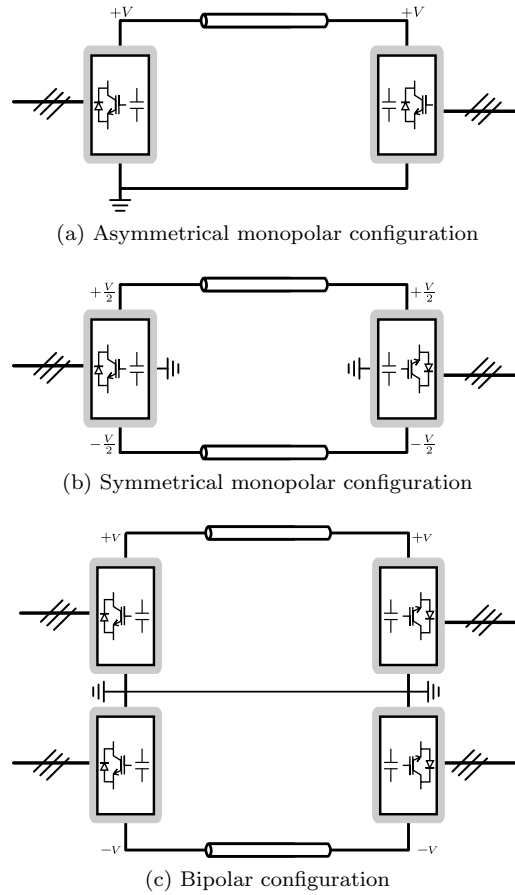 +V +V
(a) Asymmetrical monopolar configuration
+V/2 +V/2
−V/2 −V/2
(b) Symmetrical monopolar configuration
+V +V
−V −V
(c) Bipolar configuration